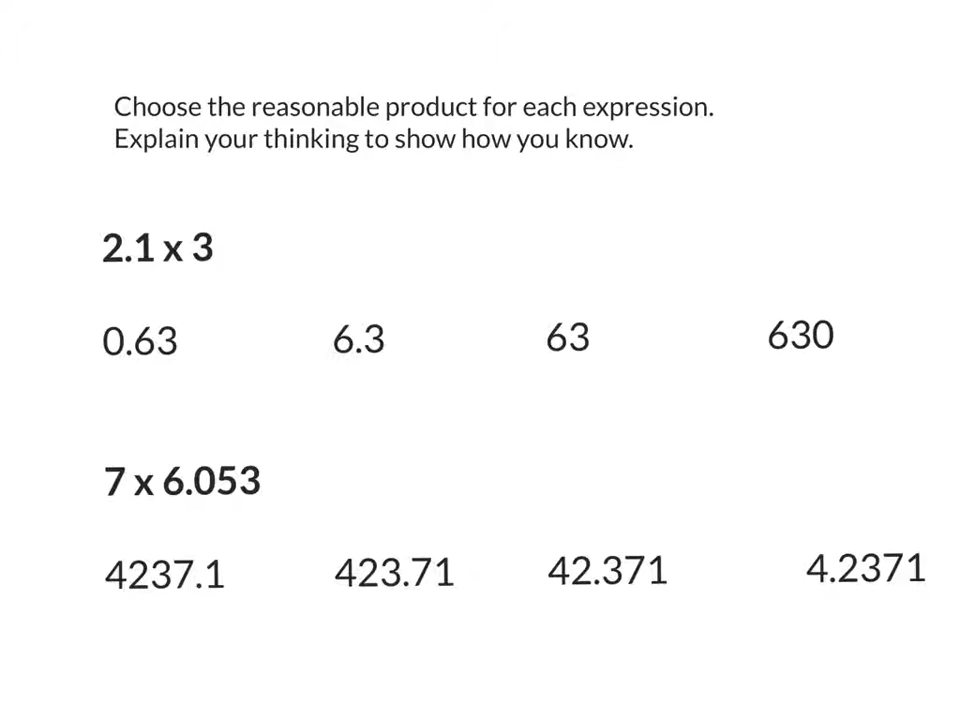 Choose the reasonable product for each expression.
Explain your thinking to show how you know.
2.1 x 3
0.63 6.3 63 630
7 x 6.053
4237.1 423.71 42.371 4.2371